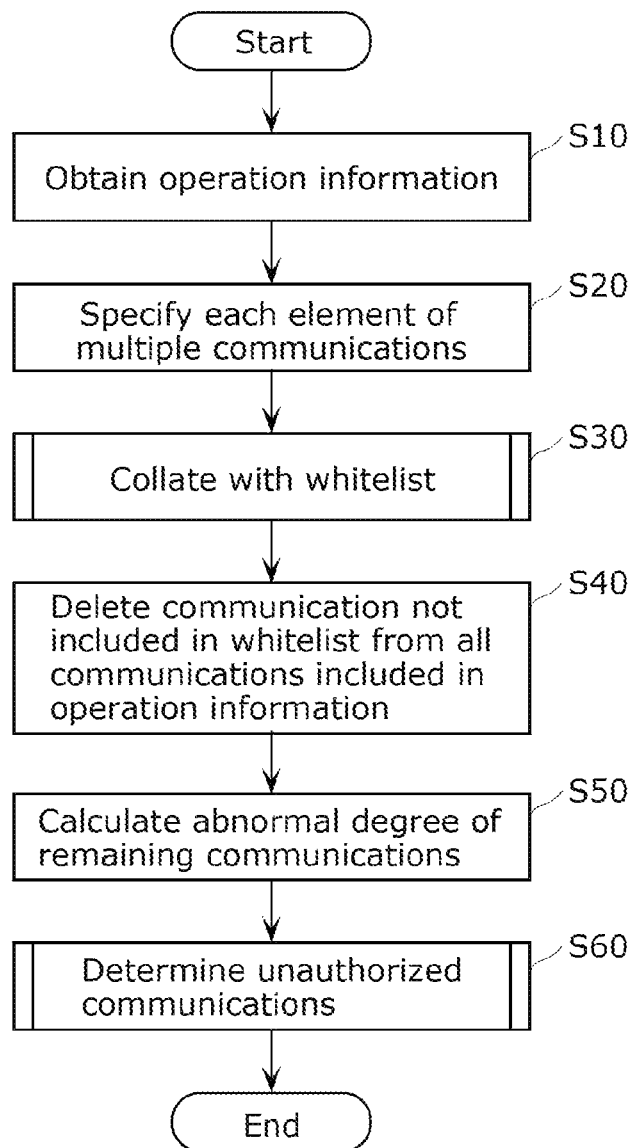 Start
S10
Obtain operation information
S20
Specify each element of
multiple communications
S30
Collate with whitelist
S40
Delete communication not
included in whitelist from all
communications included in
operation information
S50
Calculate abnormal degree of
remaining communications
S60
Determine unauthorized
communications
End